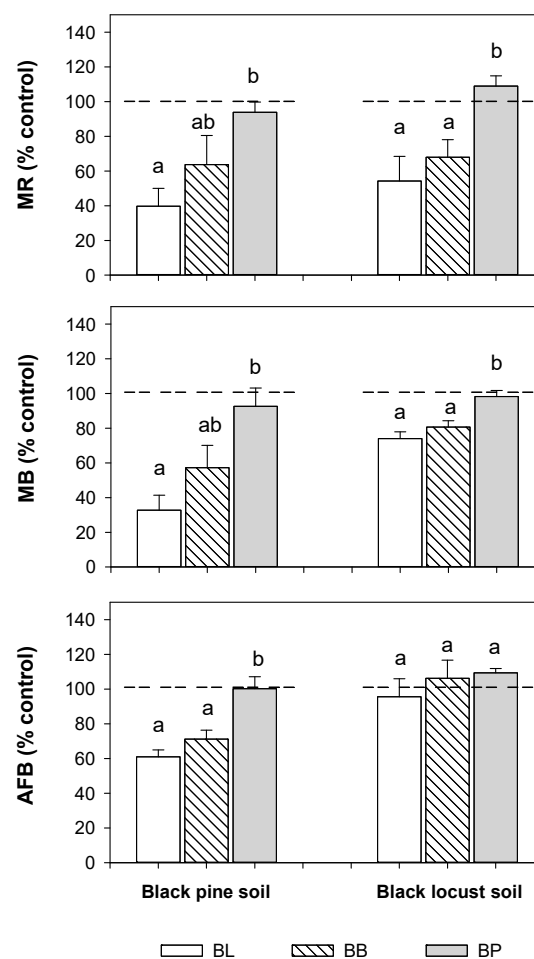 140
120
100
80
60
40
20
0
MR (% control)
a
ab
b
a
a
b
140
120
100
80
60
40
20
0
MB (% control)
a
ab
b
a
a
b
140
120
100
80
60
40
20
0
AFB (% control)
a
a
b
a
a
a
Black pine soil
Black locust soil
BL
BB
BP